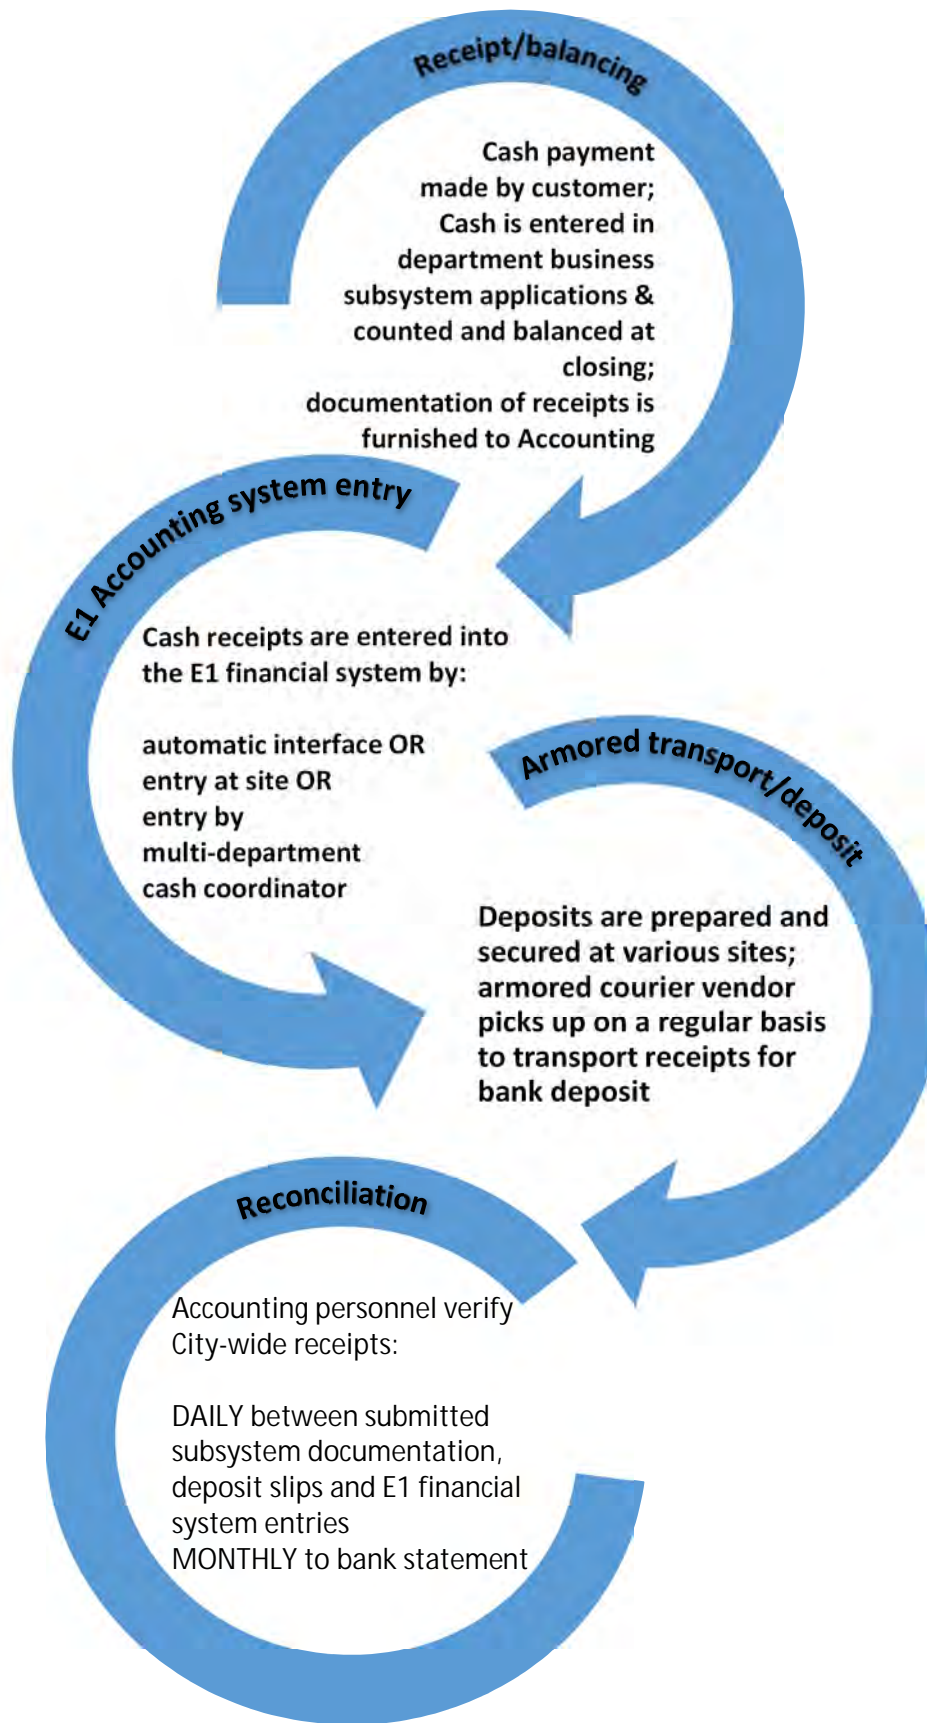 Receipt/balancing
Cash payment
made by customer;
Cash is entered in
department business
subsystem applications &
counted and balanced at
closing;
documentation of receipts is
furnished to Accounting
E1 Accounting system entry
Cash receipts are entered into
the E1 financial system by:
automatic interface OR
entry at site OR
entry by
multi-department
cash coordinator
Armored transport/deposit
Deposits are prepared and
secured at various sites;
armored courier vendor
picks up on a regular basis
to transport receipts for
bank deposit
Reconciliation
Accounting personnel verify
City-wide receipts:
DAILY between submitted
subsystem documentation,
deposit slips and E1 financial
system entries
MONTHLY to bank statement